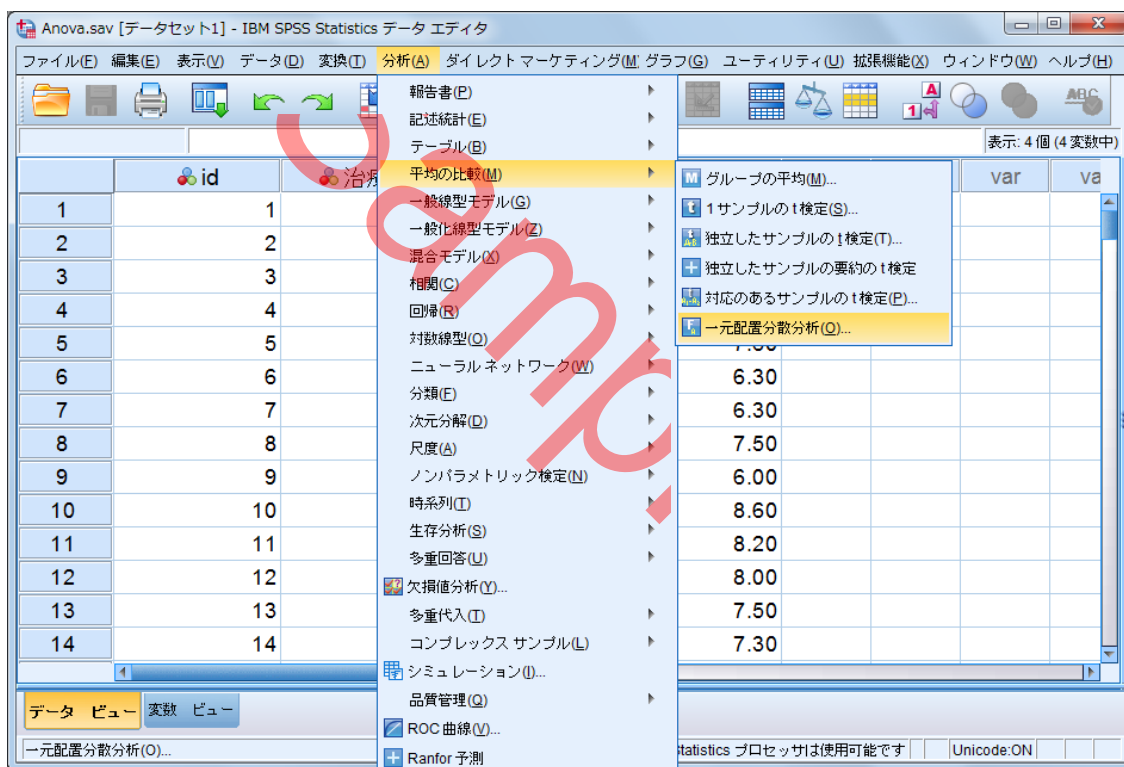 Anova.sav [データセット1] - IBM SPSS Statistics データ エディタ
ファイル(F) 編集(E) 表示(V) データ(D) 変換(T) 分析(A) ダイレクト マーケティング(M) グラフ(G) ユーティリティ(U) 拡張機能(X) ウィンドウ(W) ヘルプ(H)
表示: 4 個 (4 変数中)
id
var
va
1 1
2 2
3 3
4 4
5 5
6 6 6.30
7 7 6.30
8 8 7.50
9 9 6.00
10 10 8.60
11 11 8.20
12 12 8.00
13 13 7.50
14 14 7.30
報告書(P)
記述統計(E)
テーブル(B)
平均の比較(M)
一般線型モデル(G)
一般化線型モデル(Z)
混合モデル(X)
相関(C)
回帰(R)
対数線型(O)
ニューラル ネットワーク(W)
分類(F)
次元分解(D)
尺度(A)
ノンパラメトリック検定(N)
時系列(T)
生存分析(S)
多重回答(U)
欠損値分析(Y)...
多重代入(T)
コンプレックス サンプル(L)
シミュレーション(I)...
品質管理(Q)
ROC 曲線(V)...
Ranfor 予測
グループの平均(M)...
1 サンプルの t 検定(S)...
独立したサンプルの t 検定(T)...
独立したサンプルの要約の t 検定
対応のあるサンプルの t 検定(P)...
一元配置分散分析(O)...
データ ビュー 変数 ビュー
一元配置分散分析(O)...
Statistics プロセッサは使用可能です
Unicode:ON